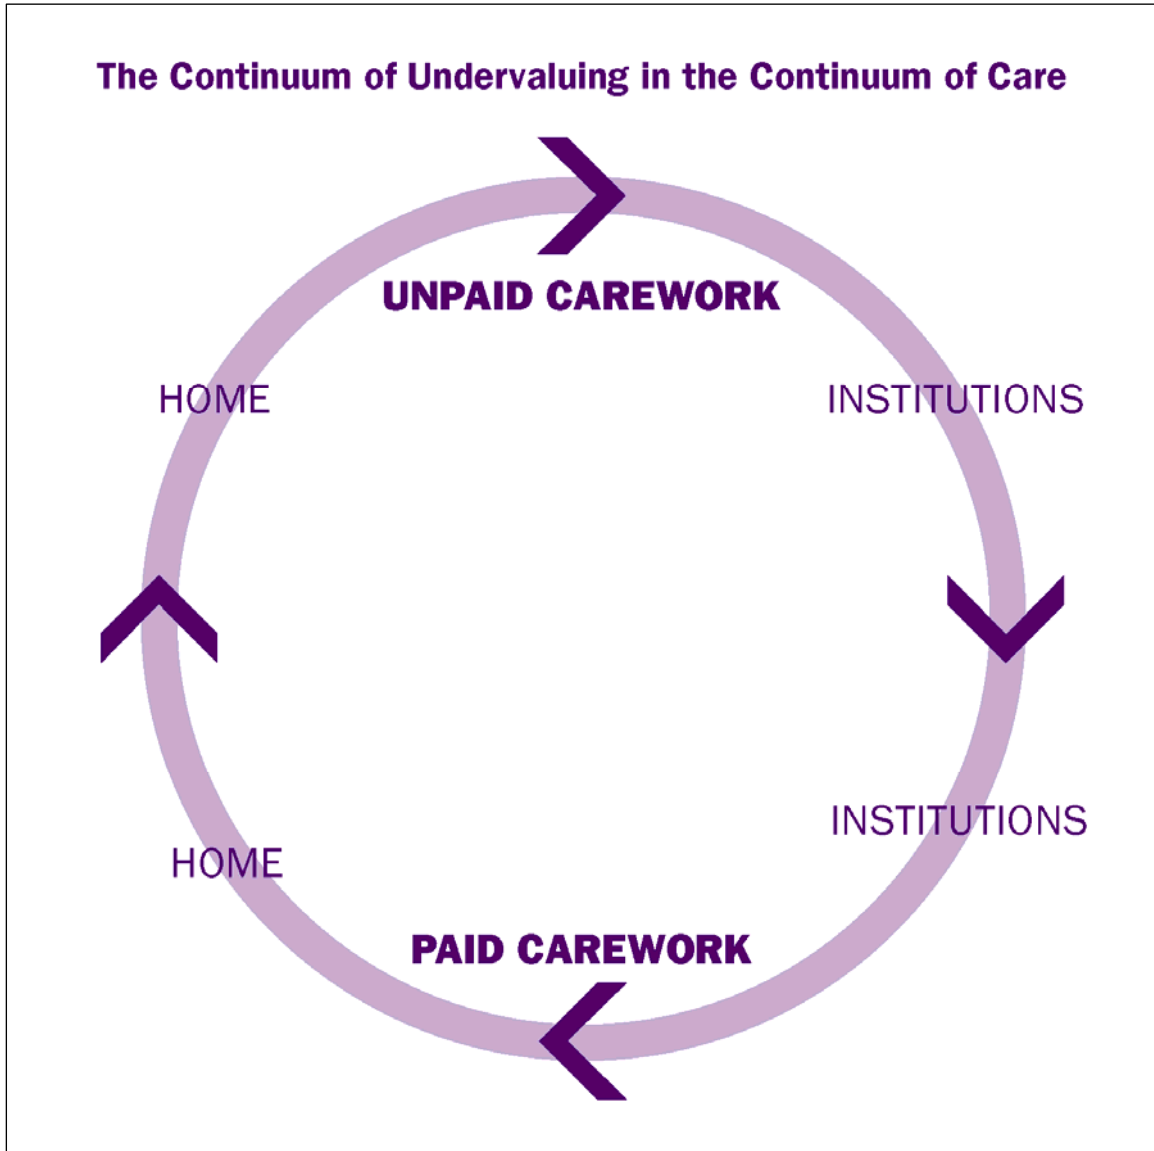 The Continuum of Undervaluing in the Continuum of Care
UNPAID CAREWORK
HOME
INSTITUTIONS
INSTITUTIONS
HOME
PAID CAREWORK